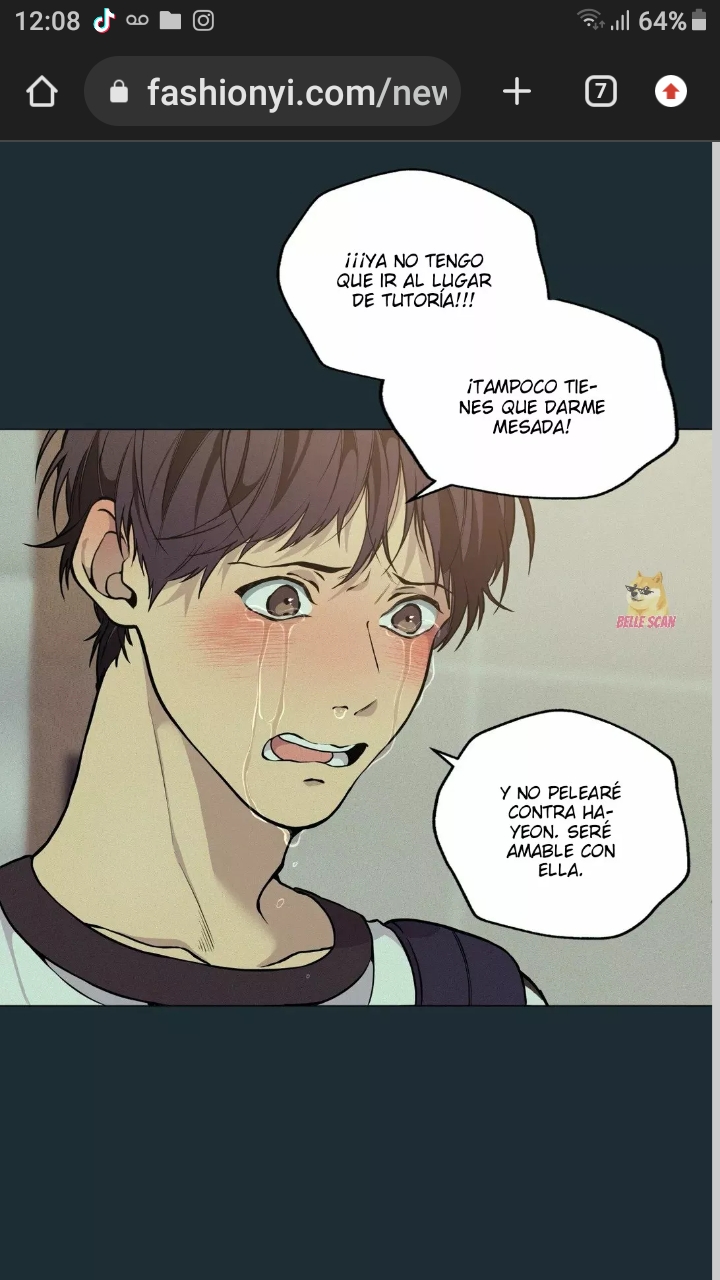 12:08
64%
fashionyi.com/new
7
¡¡¡YA NO TENGO
QUE IR AL LUGAR
DE TUTORÍA!!!
¡TAMPOCO TIE-
NES QUE DARME
MESADA!
BELLE SCAN
Y NO PELEARÉ
CONTRA HA-
YEON. SERÉ
AMABLE CON
ELLA.